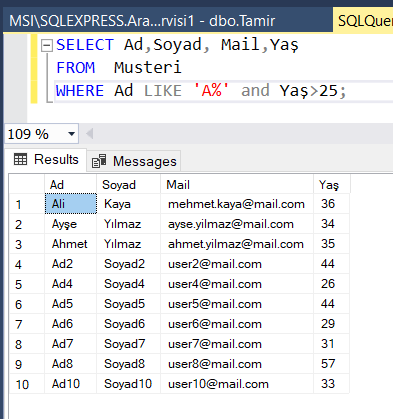 MSI\SQLEXPRESS.Ara...rvisi1 - dbo.Tamir SQLQuer
SELECT Ad,Soyad, Mail,Yaş
FROM Musteri
WHERE Ad LIKE 'A%' and Yaş>25;
109 %
Results Messages
Ad Soyad Mail Yaş
1 Ali Kaya mehmet.kaya@mail.com 36
2 Ayşe Yılmaz ayse.yilmaz@mail.com 34
3 Ahmet Yılmaz ahmet.yilmaz@mail.com 35
4 Ad2 Soyad2 user2@mail.com 44
5 Ad4 Soyad4 user4@mail.com 26
6 Ad5 Soyad5 user5@mail.com 44
7 Ad6 Soyad6 user6@mail.com 29
8 Ad7 Soyad7 user7@mail.com 31
9 Ad8 Soyad8 user8@mail.com 57
10 Ad10 Soyad10 user10@mail.com 33